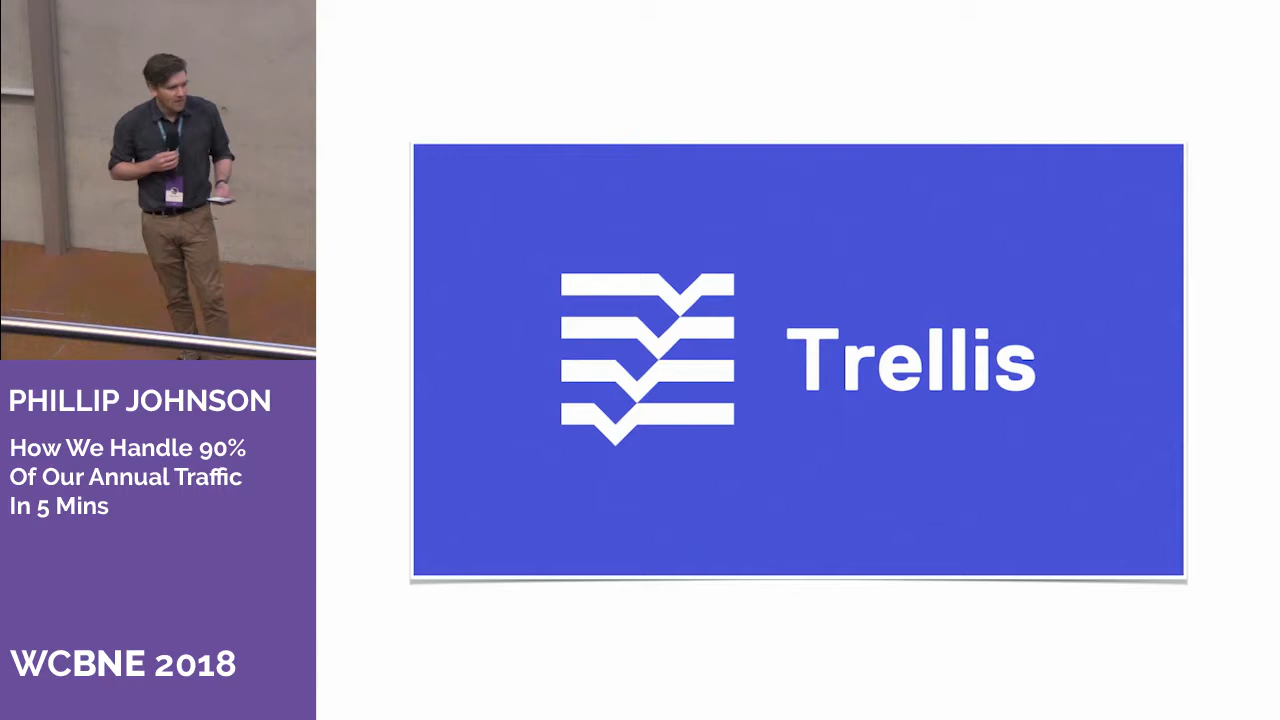 PHILLIP JOHNSON
How We Handle 90%
Of Our Annual Traffic
In 5 Mins
WCBNE 2018
Trellis